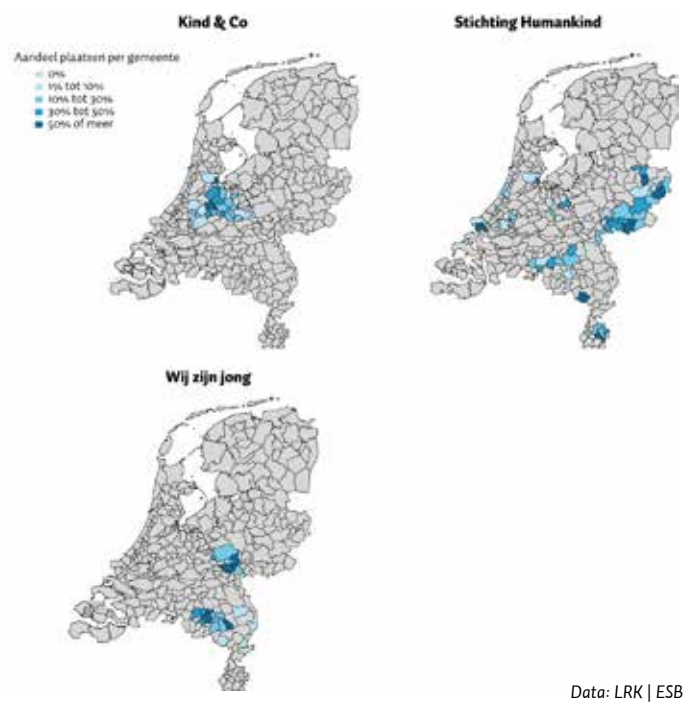 Kind & Co
Stichting Humankind
Aandeel plaatsen per gemeente
0%
1% tot 10%
10% tot 30%
30% tot 50%
50% of meer
Wij zijn jong
Data: LRK | ESB